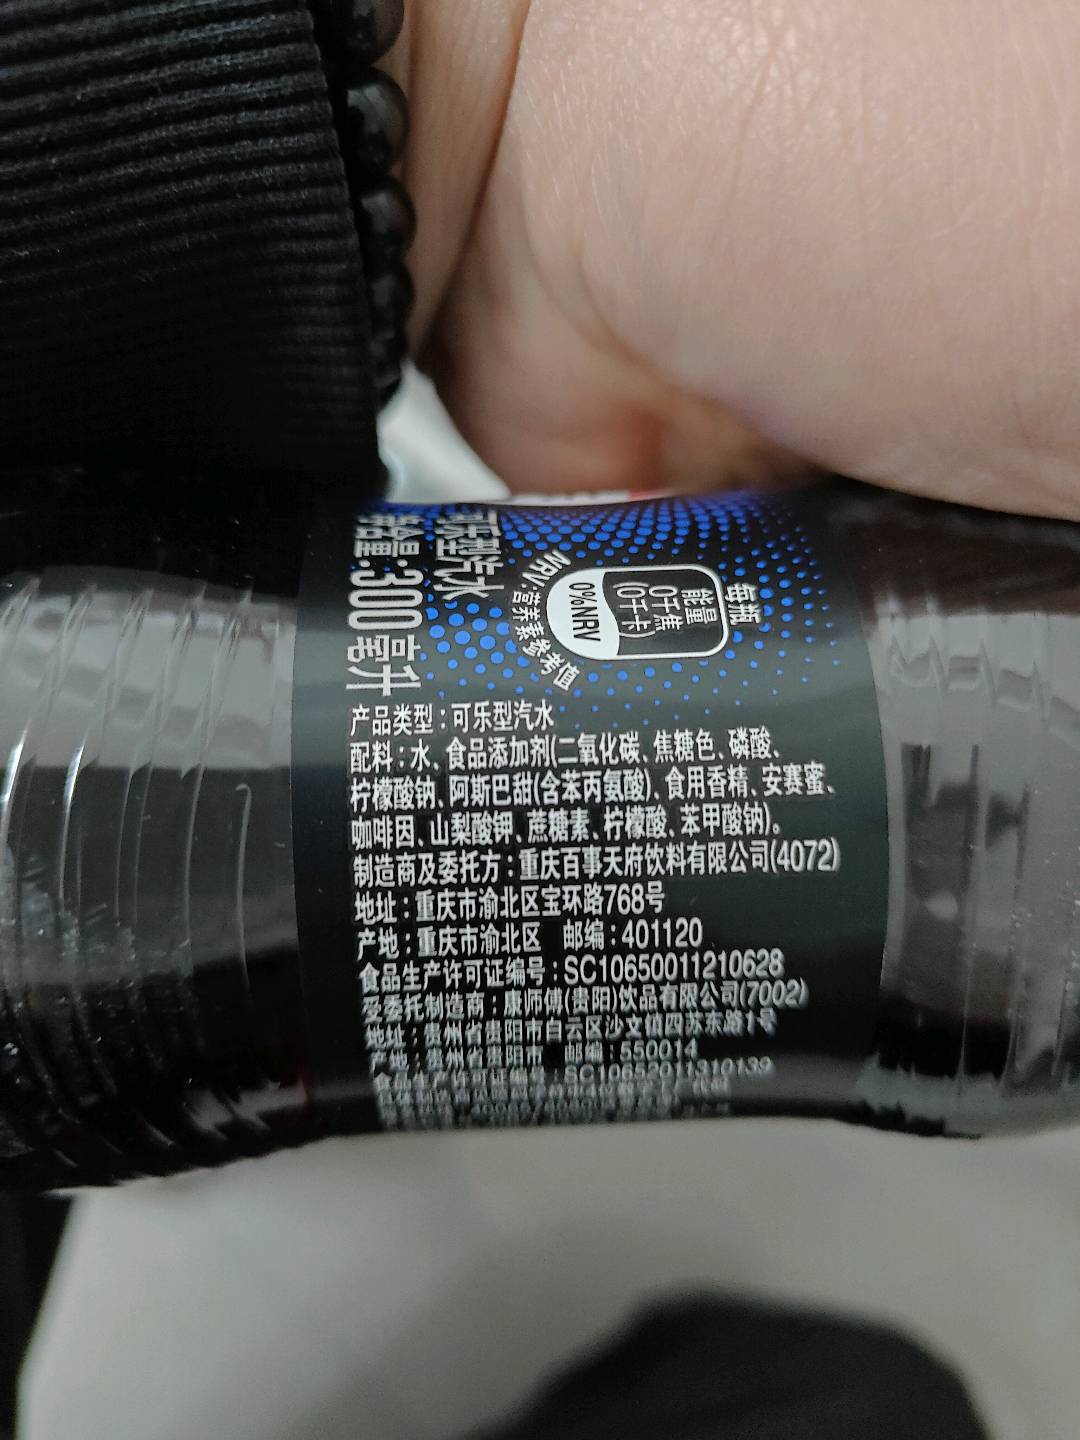 可乐型汽水
净含量:300毫升
每瓶
能量
0千焦
(0千卡)
0%NRV
NRV:营养素参考值
产品类型:可乐型汽水
配料:水、食品添加剂(二氧化碳、焦糖色、磷酸、
柠檬酸钠、阿斯巴甜(含苯丙氨酸)、食用香精、安赛蜜、
咖啡因、山梨酸钾、蔗糖素、柠檬酸、苯甲酸钠)。
制造商及委托方:重庆百事天府饮料有限公司(4072)
地址:重庆市渝北区宝环路768号
产地:重庆市渝北区 邮编:401120
食品生产许可证编号:SC10650011210628
受委托制造商:康师傅(贵阳)饮品有限公司(7002)
地址:贵州省贵阳市白云区沙文镇四苏东路1号
产地:贵州省贵阳市 邮编:550014
食品生产许可证编号:SC10652011310139